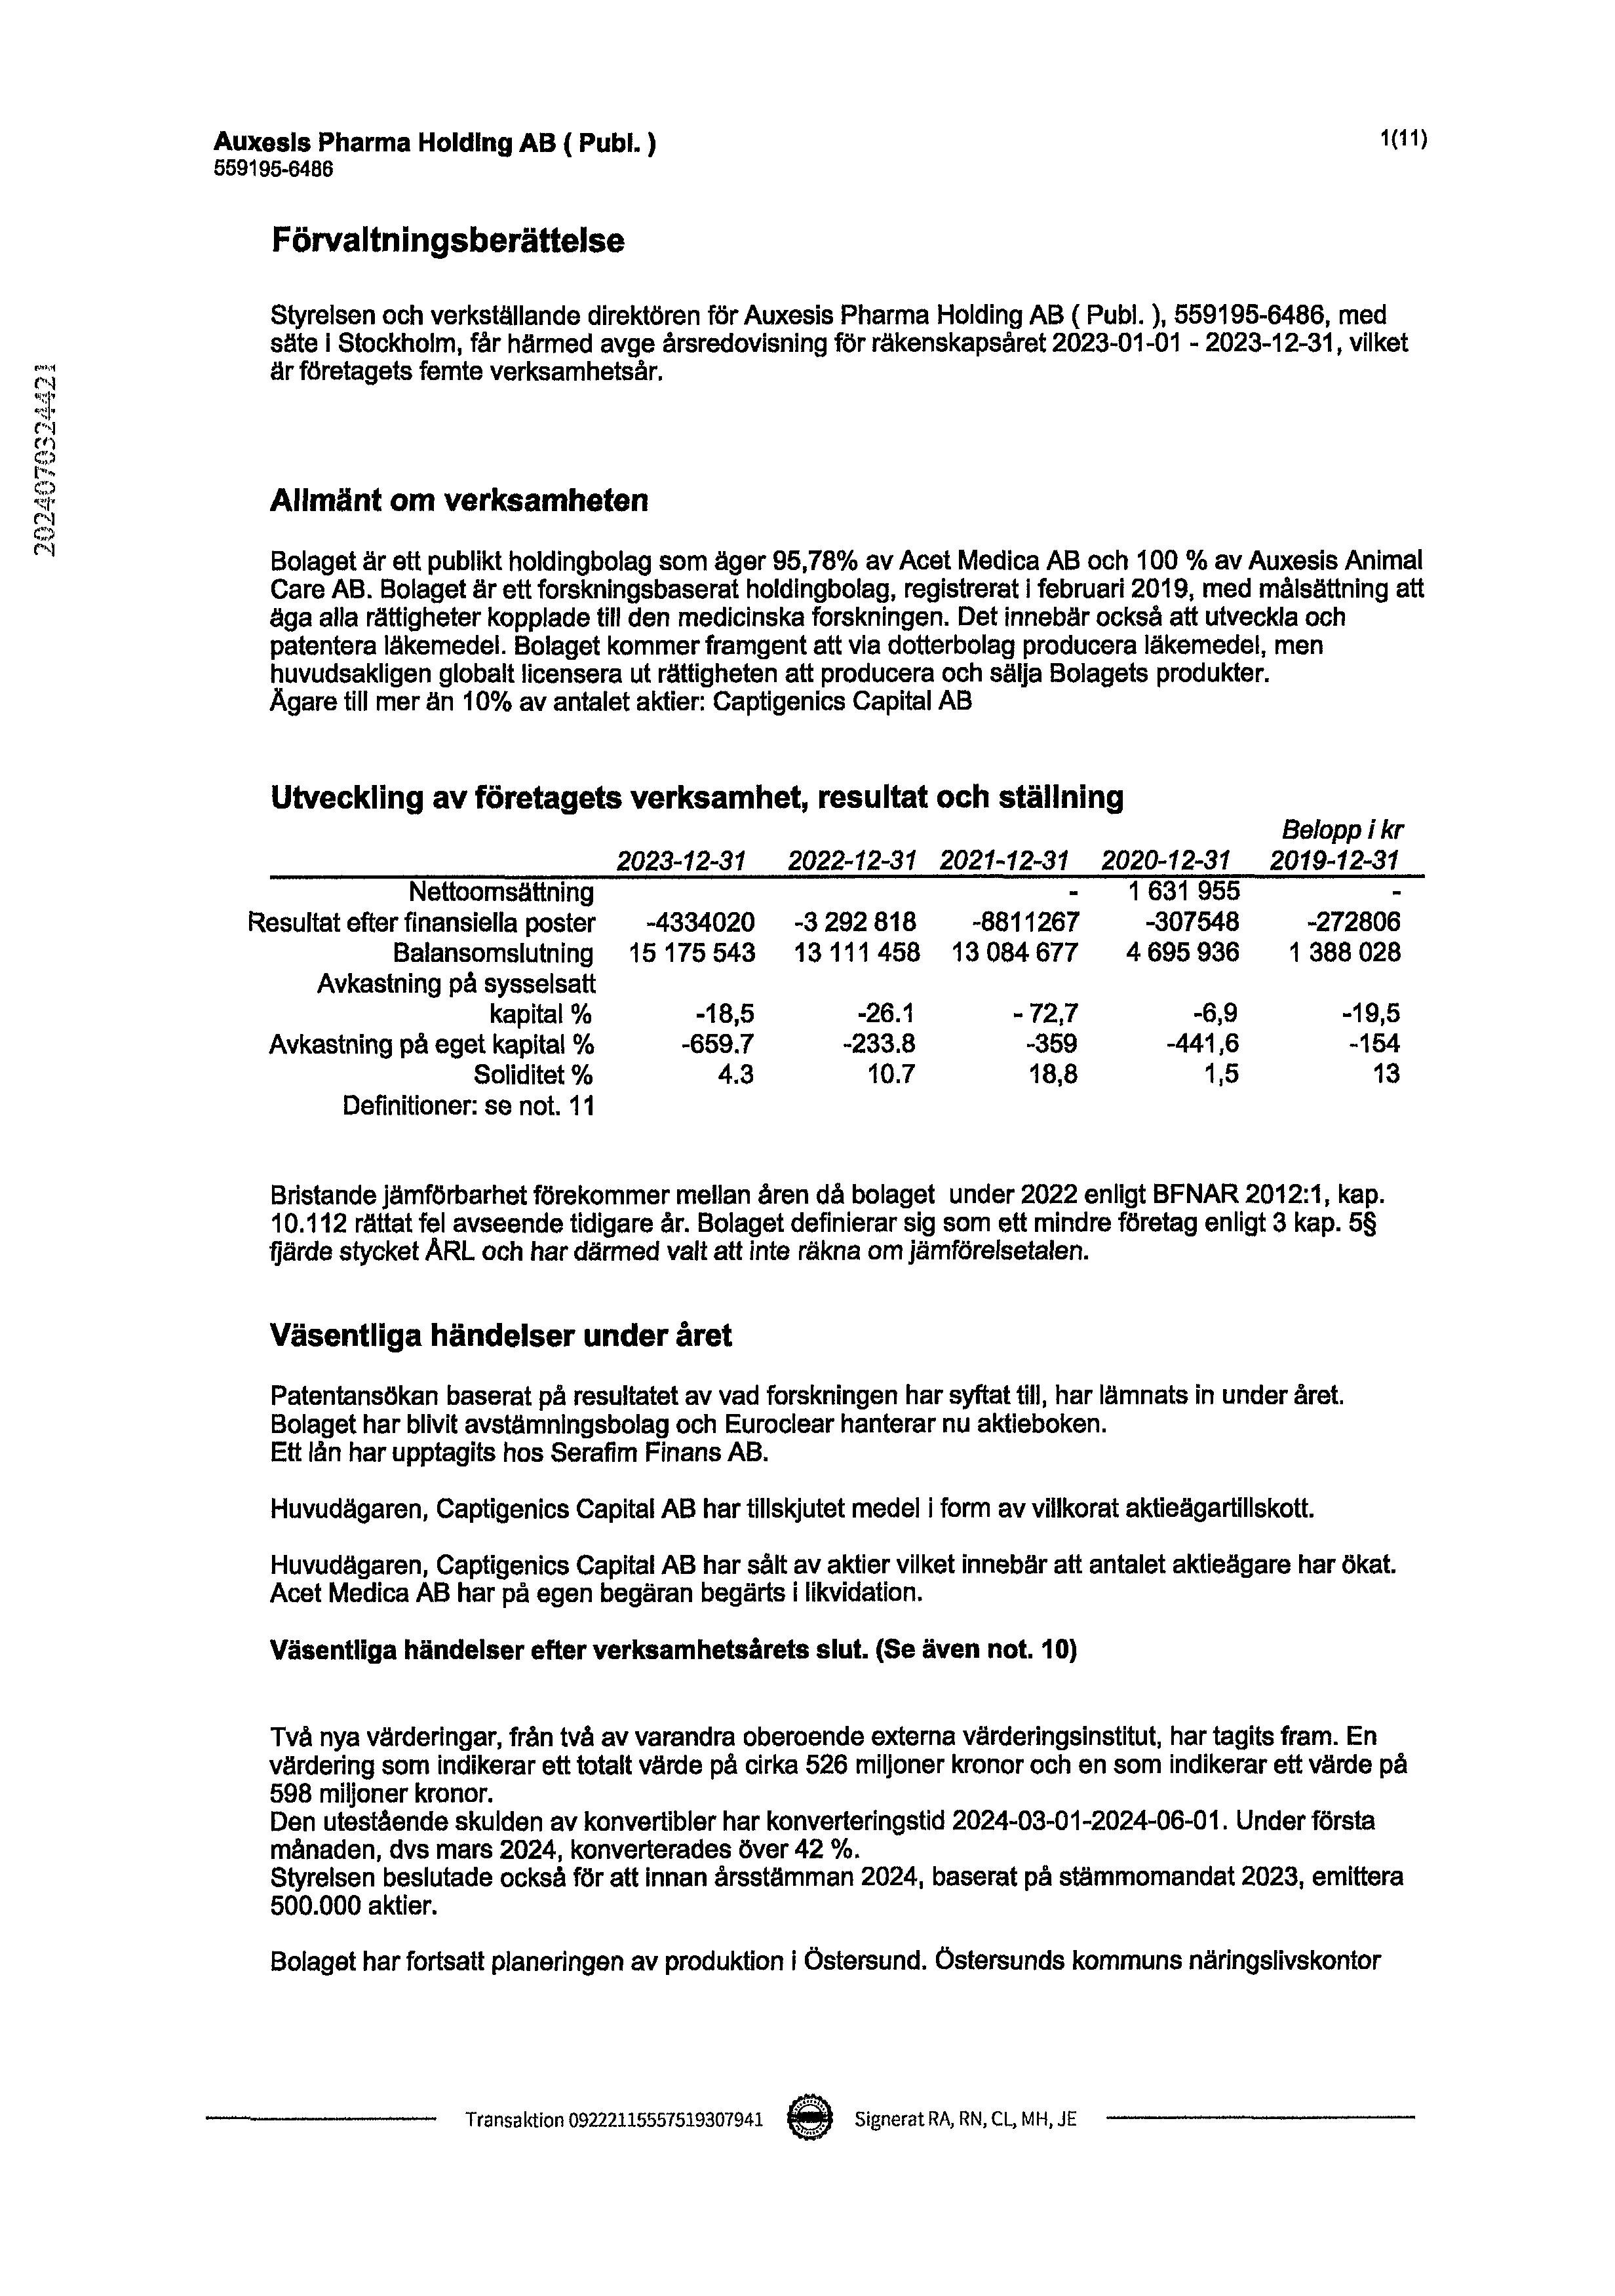 Auxesis Pharma Holding AB ( Publ. )
1(11)
559195-6486
Förvaltningsberättelse
Styrelsen och verkställande direktören för Auxesis Pharma Holding AB ( Publ. ), 559195-6486, med
säte i Stockholm, får härmed avge årsredovisning för räkenskapsåret 2023-01-01 - 2023-12-31, vilket
är företagets femte verksamhetsår.
2024070324421
Allmänt om verksamheten
Bolaget är ett publikt holdingbolag som äger 95,78% av Acet Medica AB och 100 % av Auxesis Animal
Care AB. Bolaget är ett forskningsbaserat holdingbolag, registrerat i februari 2019, med målsättning att
äga alla rättigheter kopplade till den medicinska forskningen. Det innebär också att utveckla och
patentera läkemedel. Bolaget kommer framgent att via dotterbolag producera läkemedel, men
huvudsakligen globalt licensera ut rättigheten att producera och sälja Bolagets produkter.
Ägare till mer än 10% av antalet aktier: Captigenics Capital AB
Utveckling av företagets verksamhet, resultat och ställning
Belopp i kr
2023-12-31 2022-12-31 2021-12-31 2020-12-31 2019-12-31
Nettoomsättning - 1 631 955 -
Resultat efter finansiella poster -4334020 -3 292 818 -8811267 -307548 -272806
Balansomslutning 15 175 543 13 111 458 13 084 677 4 695 936 1 388 028
Avkastning på sysselsatt
kapital % -18,5 -26.1 - 72,7 -6,9 -19,5
Avkastning på eget kapital % -659.7 -233.8 -359 -441,6 -154
Soliditet % 4.3 10.7 18,8 1,5 13
Definitioner: se not. 11
Bristande jämförbarhet förekommer mellan åren då bolaget under 2022 enligt BFNAR 2012:1, kap.
10.112 rättat fel avseende tidigare år. Bolaget definierar sig som ett mindre företag enligt 3 kap. 5§
fjärde stycket ÅRL och har därmed valt att inte räkna om jämförelsetalen.
Väsentliga händelser under året
Patentansökan baserat på resultatet av vad forskningen har syftat till, har lämnats in under året.
Bolaget har blivit avstämningsbolag och Euroclear hanterar nu aktieboken.
Ett lån har upptagits hos Serafim Finans AB.
Huvudägaren, Captigenics Capital AB har tillskjutet medel i form av villkorat aktieägartillskott.
Huvudägaren, Captigenics Capital AB har sålt av aktier vilket innebär att antalet aktieägare har ökat.
Acet Medica AB har på egen begäran begärts i likvidation.
Väsentliga händelser efter verksamhetsårets slut. (Se även not. 10)
Två nya värderingar, från två av varandra oberoende externa värderingsinstitut, har tagits fram. En
värdering som indikerar ett totalt värde på cirka 526 miljoner kronor och en som indikerar ett värde på
598 miljoner kronor.
Den utestående skulden av konvertibler har konverteringstid 2024-03-01-2024-06-01. Under första
månaden, dvs mars 2024, konverterades över 42 %.
Styrelsen beslutade också för att innan årsstämman 2024, baserat på stämmomandat 2023, emittera
500.000 aktier.
Bolaget har fortsatt planeringen av produktion i Östersund. Östersunds kommuns näringslivskontor
Transaktion 09222115557519307941 Signerat RA, RN, CL, MH, JE